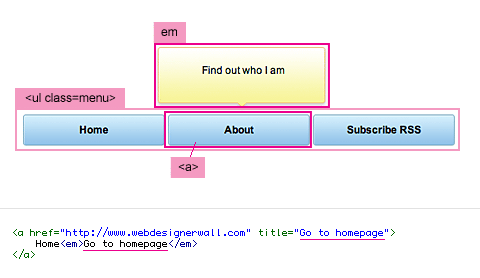 em
Find out who I am
<ul class=menu>
Home
About
Subscribe RSS
<a>
<a href="http://www.webdesignerwall.com" title="Go to homepage">
Home<em>Go to homepage</em>
</a>